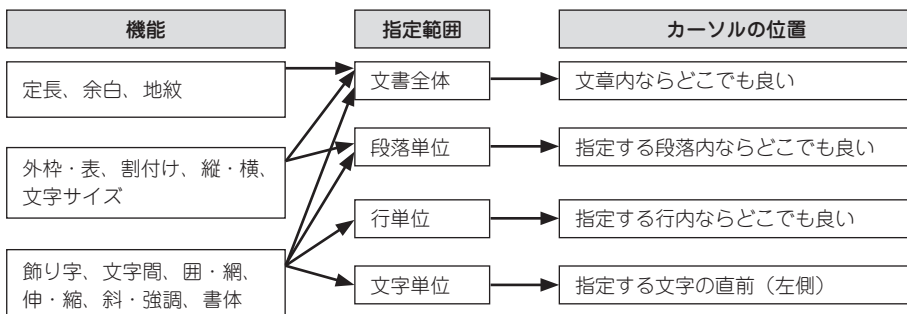 機能
指定範囲
カーソルの位置
定長、余白、地紋
文書全体
文章内ならどこでも良い
外枠・表、割付け、縦・横、
文字サイズ
段落単位
指定する段落内ならどこでも良い
行単位
指定する行内ならどこでも良い
飾り字、文字間、囲・網、
伸・縮、斜・強調、書体
文字単位
指定する文字の直前（左側）